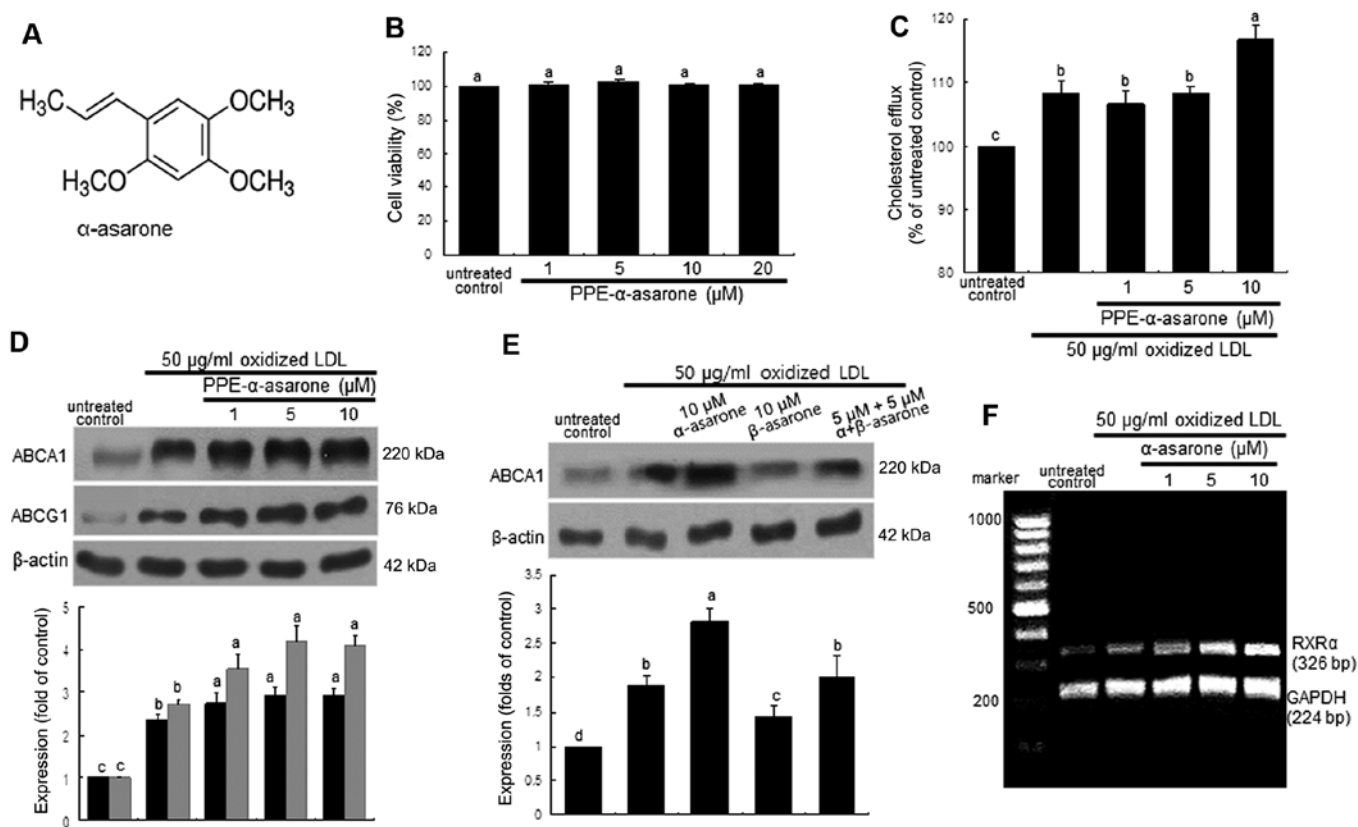 A
H₃C
OCH₃
H₃CO
OCH₃
α-asarone
B
Cell viability (%)
120
100
80
60
40
20
0
a a a a a
untreated control
1 5 10 20
PPE-α-asarone (μM)
C
Cholesterol efflux
(% of untreated control)
120
110
100
90
80
c b b b a
untreated control
1 5 10
PPE-α-asarone (μM)
50 μg/ml oxidized LDL
D
50 μg/ml oxidized LDL
PPE-α-asarone (μM)
untreated control
1 5 10
ABCA1
220 kDa
ABCG1
76 kDa
β-actin
42 kDa
Expression (fold of control)
5
4
3
2
1
0
c c b b a a a a a a
E
50 μg/ml oxidized LDL
untreated control
10 μM
α-asarone
10 μM
β-asarone
5 μM + 5 μM
α+β-asarone
ABCA1
220 kDa
β-actin
42 kDa
Expression (folds of control)
3.5
3
2.5
2
1.5
1
0.5
0
d b a c b
F
50 μg/ml oxidized LDL
α-asarone (μM)
marker
untreated control
1 5 10
1000
500
200
RXRα
(326 bp)
GAPDH
(224 bp)